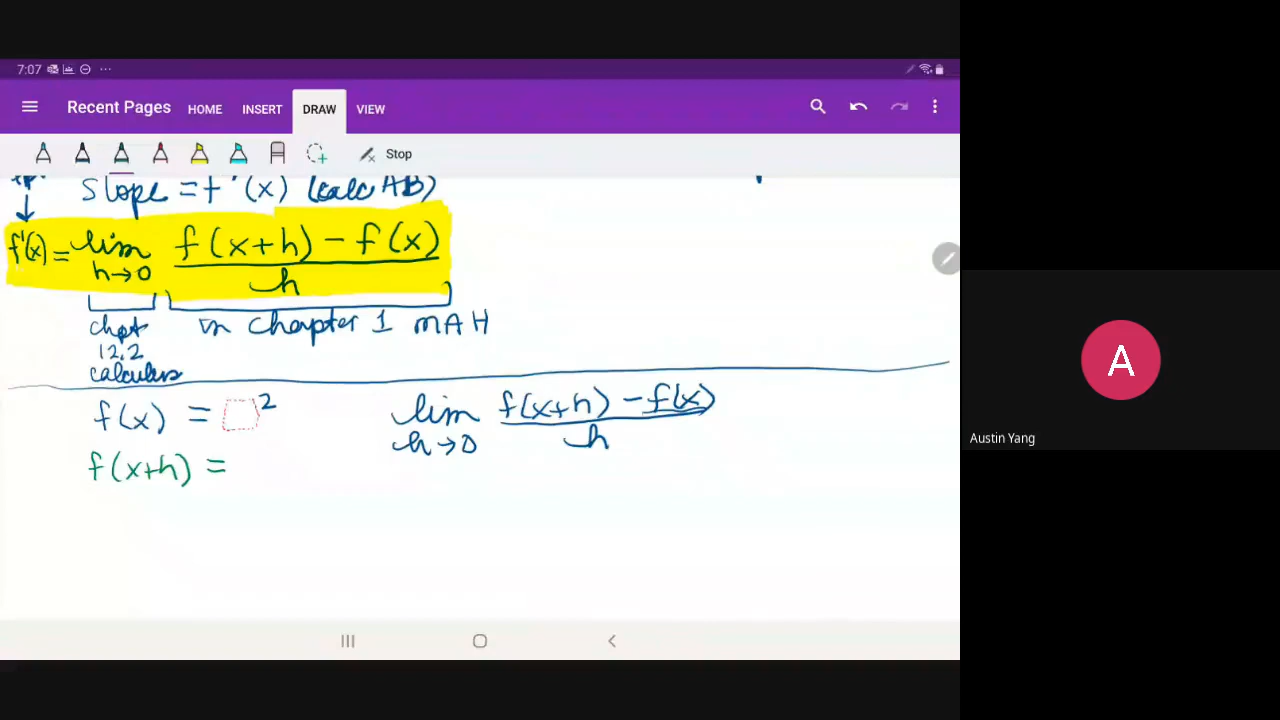 7:07
Recent Pages HOME INSERT DRAW VIEW
Stop
Slope = f'(x) (calc AB)
f'(x) = lim h→0 f(x+h) - f(x) / h
chpt 12.2 calculus
in chapter 1 MAH
f(x) = □²
lim h→0 f(x+h) - f(x) / h
f(x+h) =
A
Austin Yang